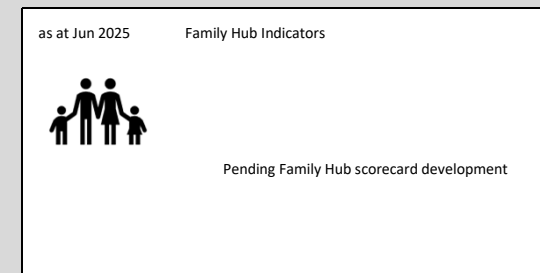 as at Jun 2025 Family Hub Indicators
Pending Family Hub scorecard development